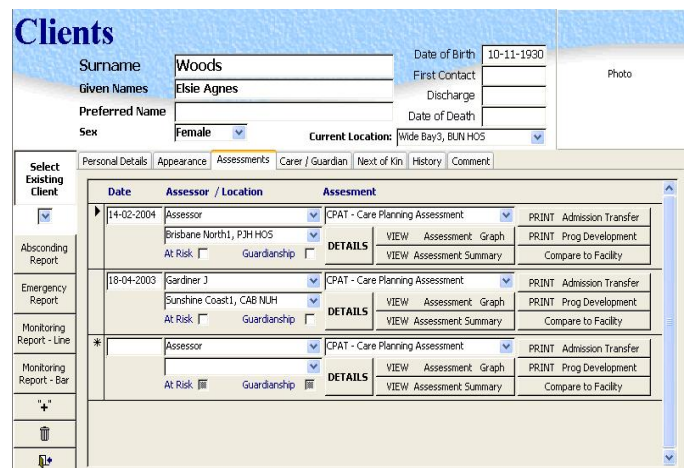 Clients
Surname Woods
Given Names Elsie Agnes
Preferred Name
Sex Female
Date of Birth 10-11-1930
First Contact
Discharge
Date of Death
Current Location: Wide Bay3, BUN HOS
Photo
Select Existing Client
Absconding Report
Emergency Report
Monitoring Report - Line
Monitoring Report - Bar
"+"
Personal Details Appearance Assessments Carer / Guardian Next of Kin History Comment
Date Assessor / Location Assesment
14-02-2004 Assessor CPAT - Care Planning Assessment PRINT Admission Transfer
Brisbane North1, PJH HOS DETAILS VIEW Assessment Graph PRINT Prog Development
At Risk Guardianship VIEW Assessment Summary Compare to Facility
18-04-2003 Gardiner J CPAT - Care Planning Assessment PRINT Admission Transfer
Sunshine Coast1, CAB NUH DETAILS VIEW Assessment Graph PRINT Prog Development
At Risk Guardianship VIEW Assessment Summary Compare to Facility
* Assessor CPAT - Care Planning Assessment PRINT Admission Transfer
DETAILS VIEW Assessment Graph PRINT Prog Development
At Risk Guardianship VIEW Assessment Summary Compare to Facility